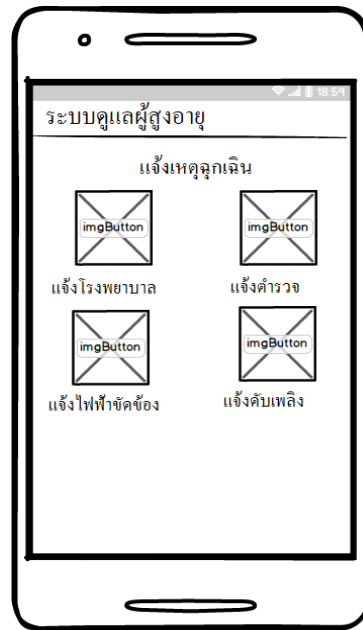 18:59
ระบบดูแลผู้สูงอายุ
แจ้งเหตุฉุกเฉิน
imgButton imgButton
แจ้งโรงพยาบาล แจ้งตำรวจ
imgButton imgButton
แจ้งไฟฟ้าขัดข้อง แจ้งดับเพลิง